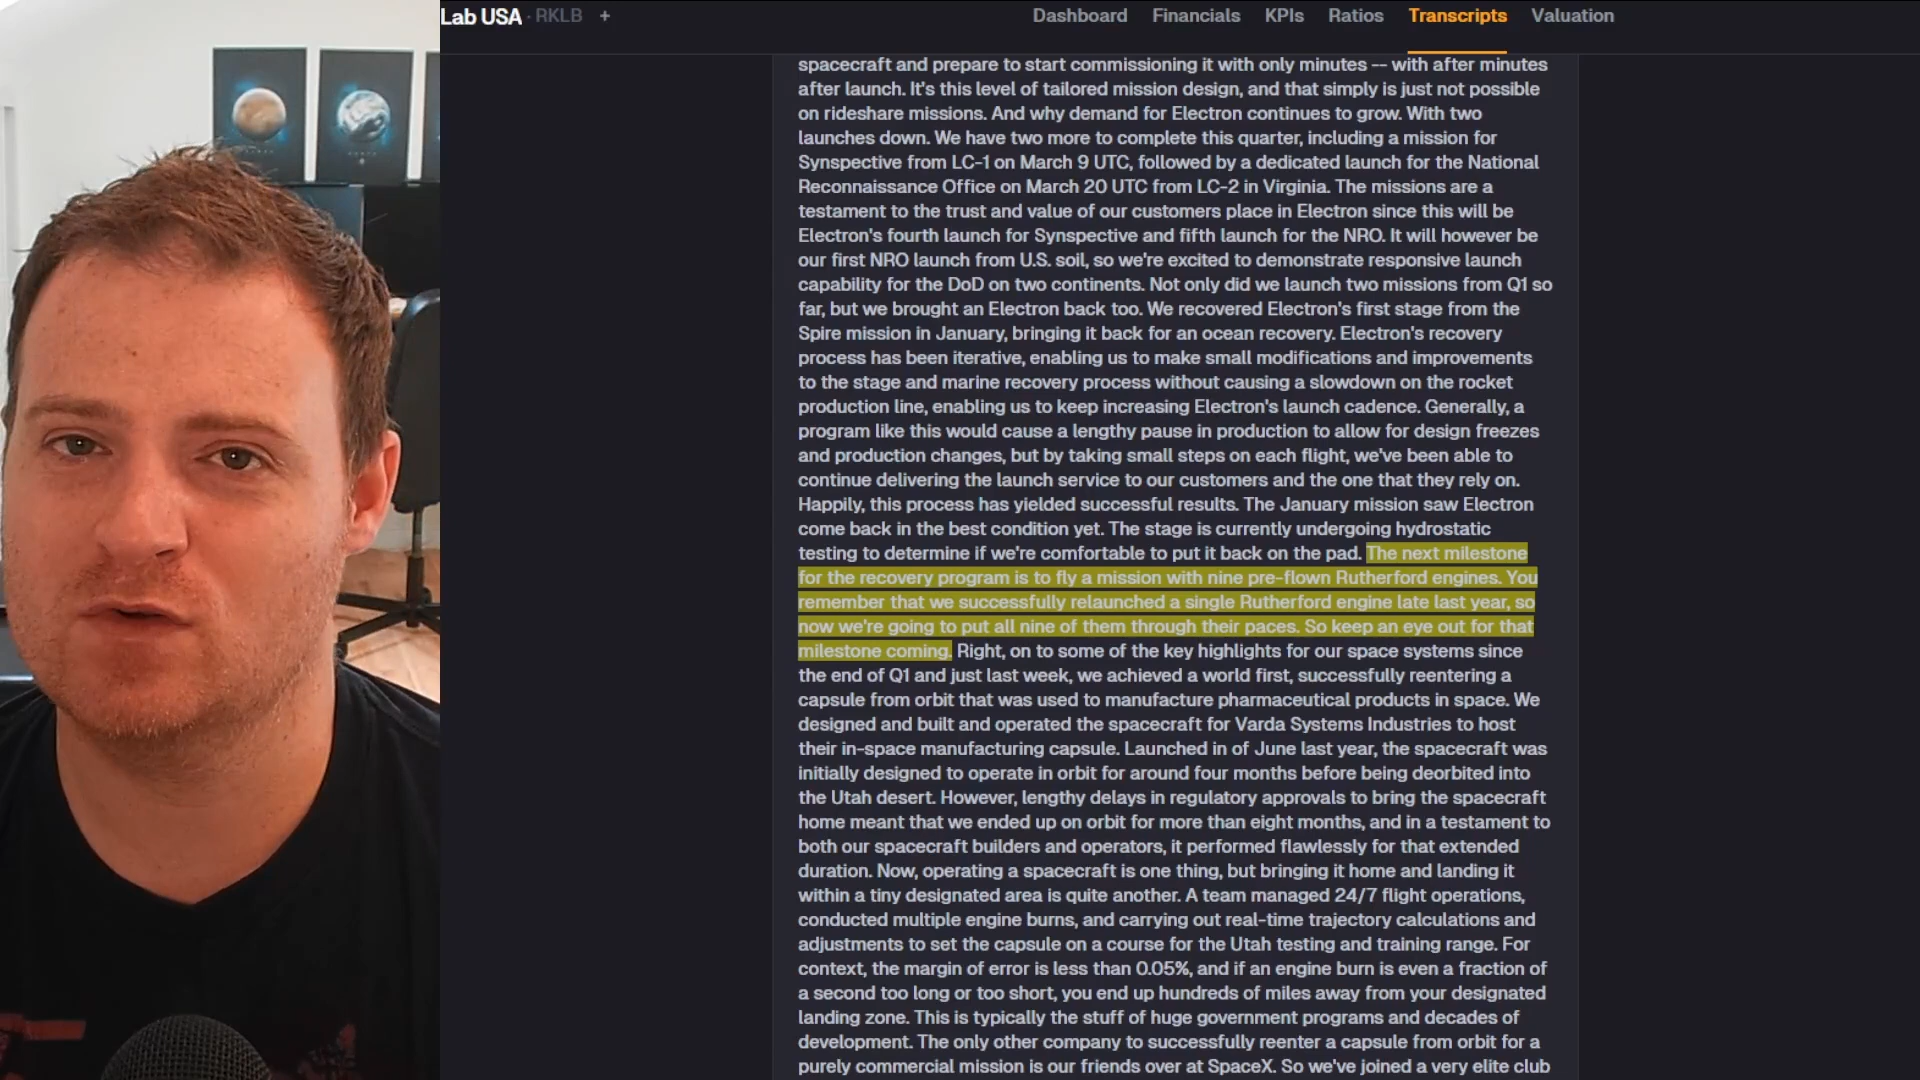 Lab USA · RKLB +
Dashboard Financials KPIs Ratios Transcripts Valuation
spacecraft and prepare to start commissioning it with only minutes -- with after minutes
after launch. It's this level of tailored mission design, and that simply is just not possible
on rideshare missions. And why demand for Electron continues to grow. With two
launches down. We have two more to complete this quarter, including a mission for
Synspective from LC-1 on March 9 UTC, followed by a dedicated launch for the National
Reconnaissance Office on March 20 UTC from LC-2 in Virginia. The missions are a
testament to the trust and value of our customers place in Electron since this will be
Electron's fourth launch for Synspective and fifth launch for the NRO. It will however be
our first NRO launch from U.S. soil, so we're excited to demonstrate responsive launch
capability for the DoD on two continents. Not only did we launch two missions from Q1 so
far, but we brought an Electron back too. We recovered Electron's first stage from the
Spire mission in January, bringing it back for an ocean recovery. Electron's recovery
process has been iterative, enabling us to make small modifications and improvements
to the stage and marine recovery process without causing a slowdown on the rocket
production line, enabling us to keep increasing Electron's launch cadence. Generally, a
program like this would cause a lengthy pause in production to allow for design freezes
and production changes, but by taking small steps on each flight, we've been able to
continue delivering the launch service to our customers and the one that they rely on.
Happily, this process has yielded successful results. The January mission saw Electron
come back in the best condition yet. The stage is currently undergoing hydrostatic
testing to determine if we're comfortable to put it back on the pad. The next milestone
for the recovery program is to fly a mission with nine pre-flown Rutherford engines. You
remember that we successfully relaunched a single Rutherford engine late last year, so
now we're going to put all nine of them through their paces. So keep an eye out for that
milestone coming. Right, on to some of the key highlights for our space systems since
the end of Q1 and just last week, we achieved a world first, successfully reentering a
capsule from orbit that was used to manufacture pharmaceutical products in space. We
designed and built and operated the spacecraft for Varda Systems Industries to host
their in-space manufacturing capsule. Launched in of June last year, the spacecraft was
initially designed to operate in orbit for around four months before being deorbited into
the Utah desert. However, lengthy delays in regulatory approvals to bring the spacecraft
home meant that we ended up on orbit for more than eight months, and in a testament to
both our spacecraft builders and operators, it performed flawlessly for that extended
duration. Now, operating a spacecraft is one thing, but bringing it home and landing it
within a tiny designated area is quite another. A team managed 24/7 flight operations,
conducted multiple engine burns, and carrying out real-time trajectory calculations and
adjustments to set the capsule on a course for the Utah testing and training range. For
context, the margin of error is less than 0.05%, and if an engine burn is even a fraction of
a second too long or too short, you end up hundreds of miles away from your designated
landing zone. This is typically the stuff of huge government programs and decades of
development. The only other company to successfully reenter a capsule from orbit for a
purely commercial mission is our friends over at SpaceX. So we've joined a very elite club